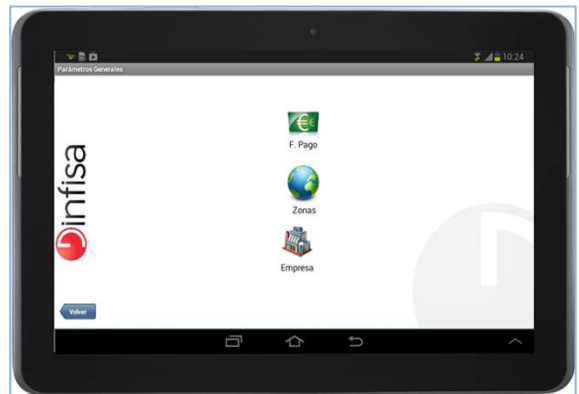 10:24
Parámetros Generales
infisa
€€
F. Pago
Zonas
Empresa
Volver